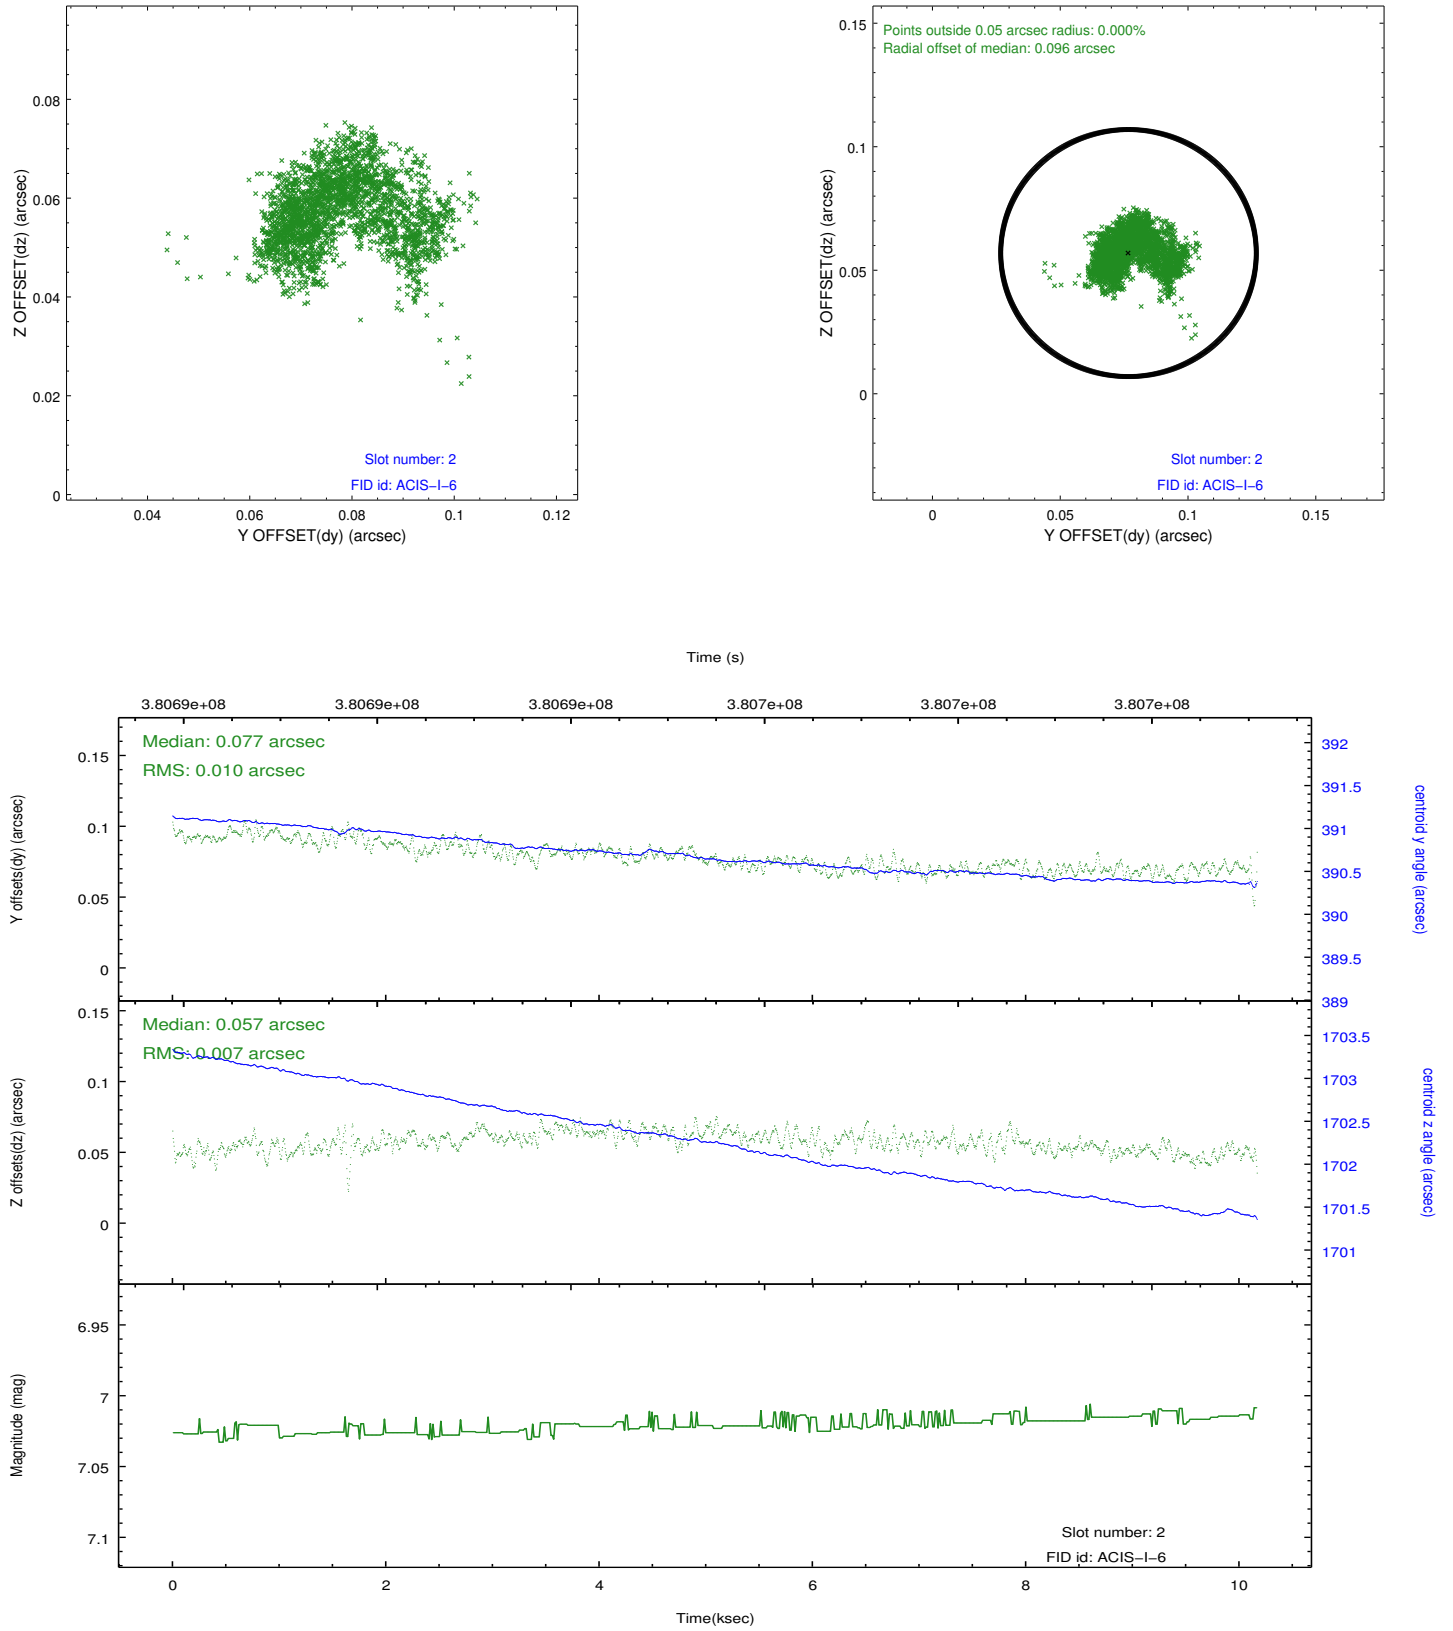 0.08
0.06
0.04
0.02
0
Z OFFSET(dz) (arcsec)
Slot number: 2
FID id: ACIS−I−6
0.04
0.06
0.08
0.1
0.12
Y OFFSET(dy) (arcsec)
Points outside 0.05 arcsec radius: 0.000%
Radial offset of median: 0.096 arcsec
0.15
0.1
0.05
0
Z OFFSET(dz) (arcsec)
Slot number: 2
FID id: ACIS−I−6
0
0.05
0.1
0.15
Y OFFSET(dy) (arcsec)
Time (s)
3.8069e+08
3.8069e+08
3.8069e+08
3.807e+08
3.807e+08
3.807e+08
Median: 0.077 arcsec
RMS: 0.010 arcsec
0.15
0.1
0.05
0
Y offsets(dy) (arcsec)
392
391.5
391
390.5
390
389.5
389
centroid y angle (arcsec)
Median: 0.057 arcsec
RMS: 0.007 arcsec
0.15
0.1
0.05
0
Z offsets(dz) (arcsec)
1703.5
1703
1702.5
1702
1701.5
1701
centroid z angle (arcsec)
6.95
7
7.05
7.1
Magnitude (mag)
Slot number: 2
FID id: ACIS−I−6
0
2
4
6
8
10
Time(ksec)